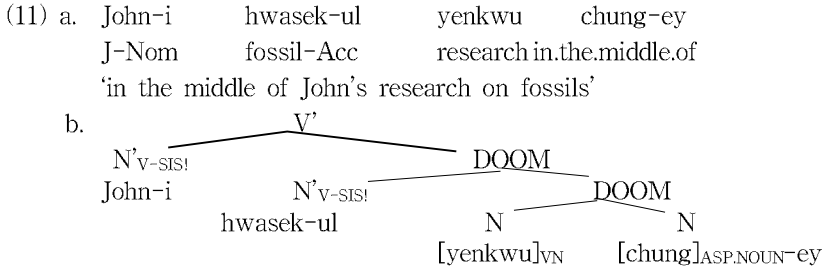 (11) a. John-i hwasek-ul yenkwu chung-ey
J-Nom fossil-Acc research in.the.middle.of
‘in the middle of John’s research on fossils’
b. V’
N’V-SIS! DOOM
John-i N’V-SIS! DOOM
hwasek-ul N N
[yenkwu]VN [chung]ASP.NOUN-ey